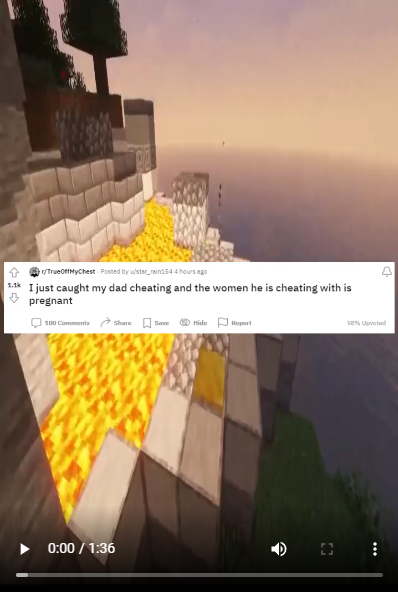 r/TrueOffMyChest · Posted by u/star_rain154 4 hours ago
1.1k
I just caught my dad cheating and the women he is cheating with is
pregnant
100 Comments Share Save Hide Report 98% Upvoted
0:00 / 1:36